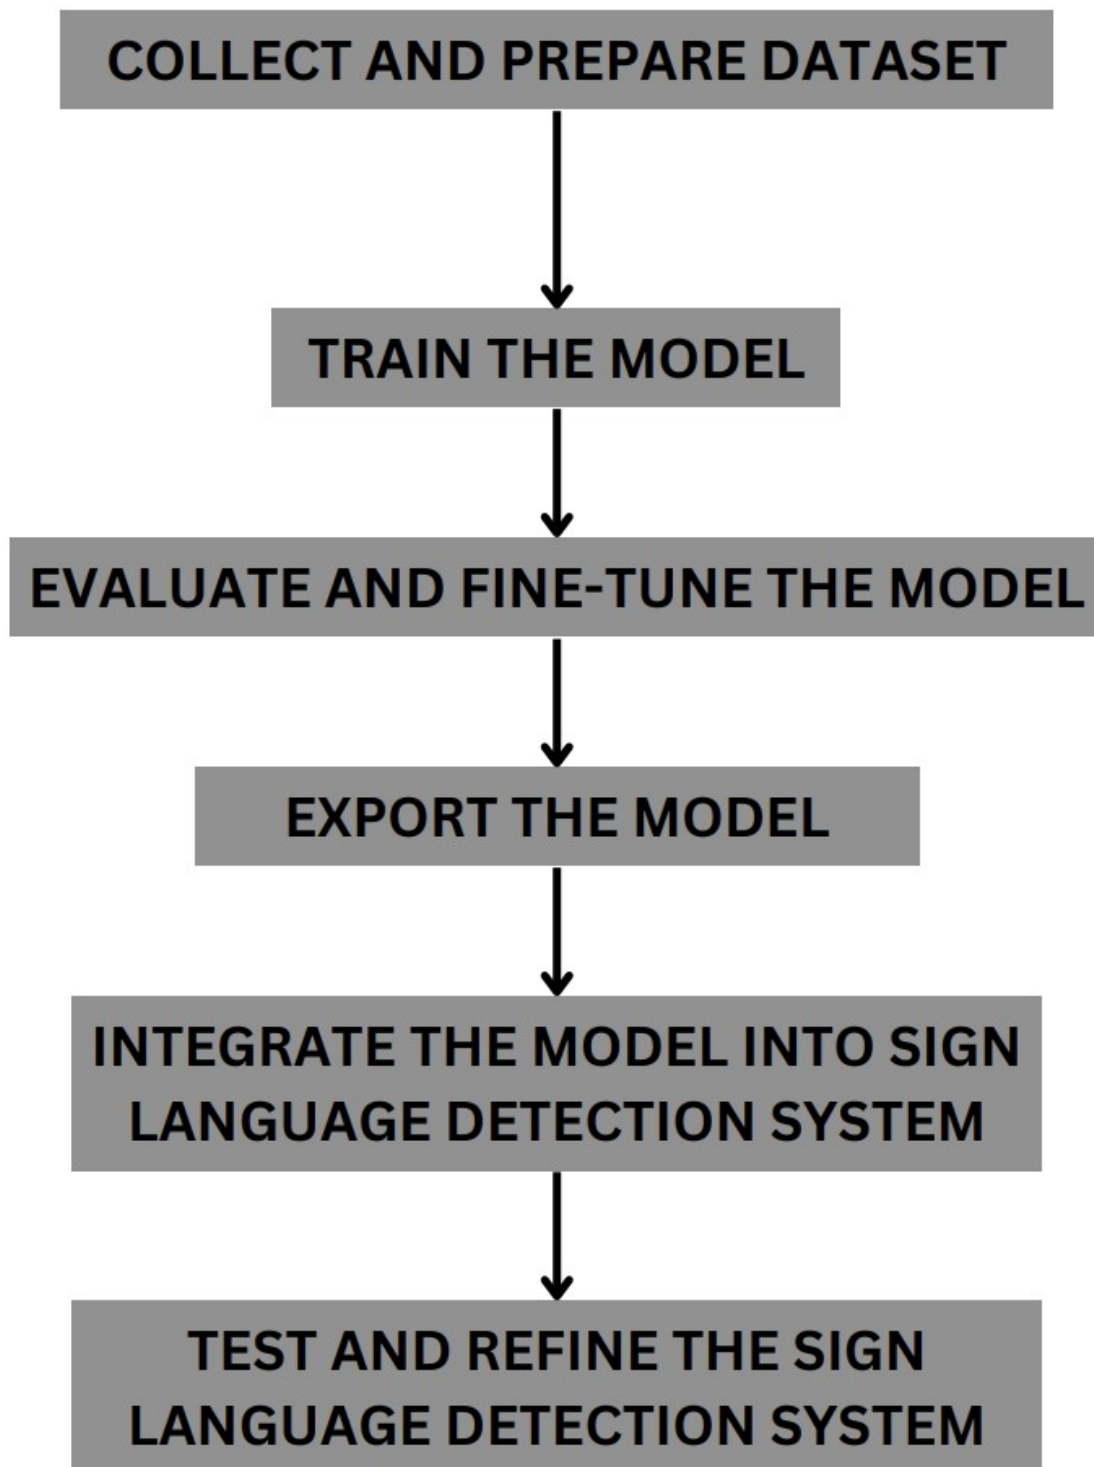 COLLECT AND PREPARE DATASET
TRAIN THE MODEL
EVALUATE AND FINE-TUNE THE MODEL
EXPORT THE MODEL
INTEGRATE THE MODEL INTO SIGN
LANGUAGE DETECTION SYSTEM
TEST AND REFINE THE SIGN
LANGUAGE DETECTION SYSTEM